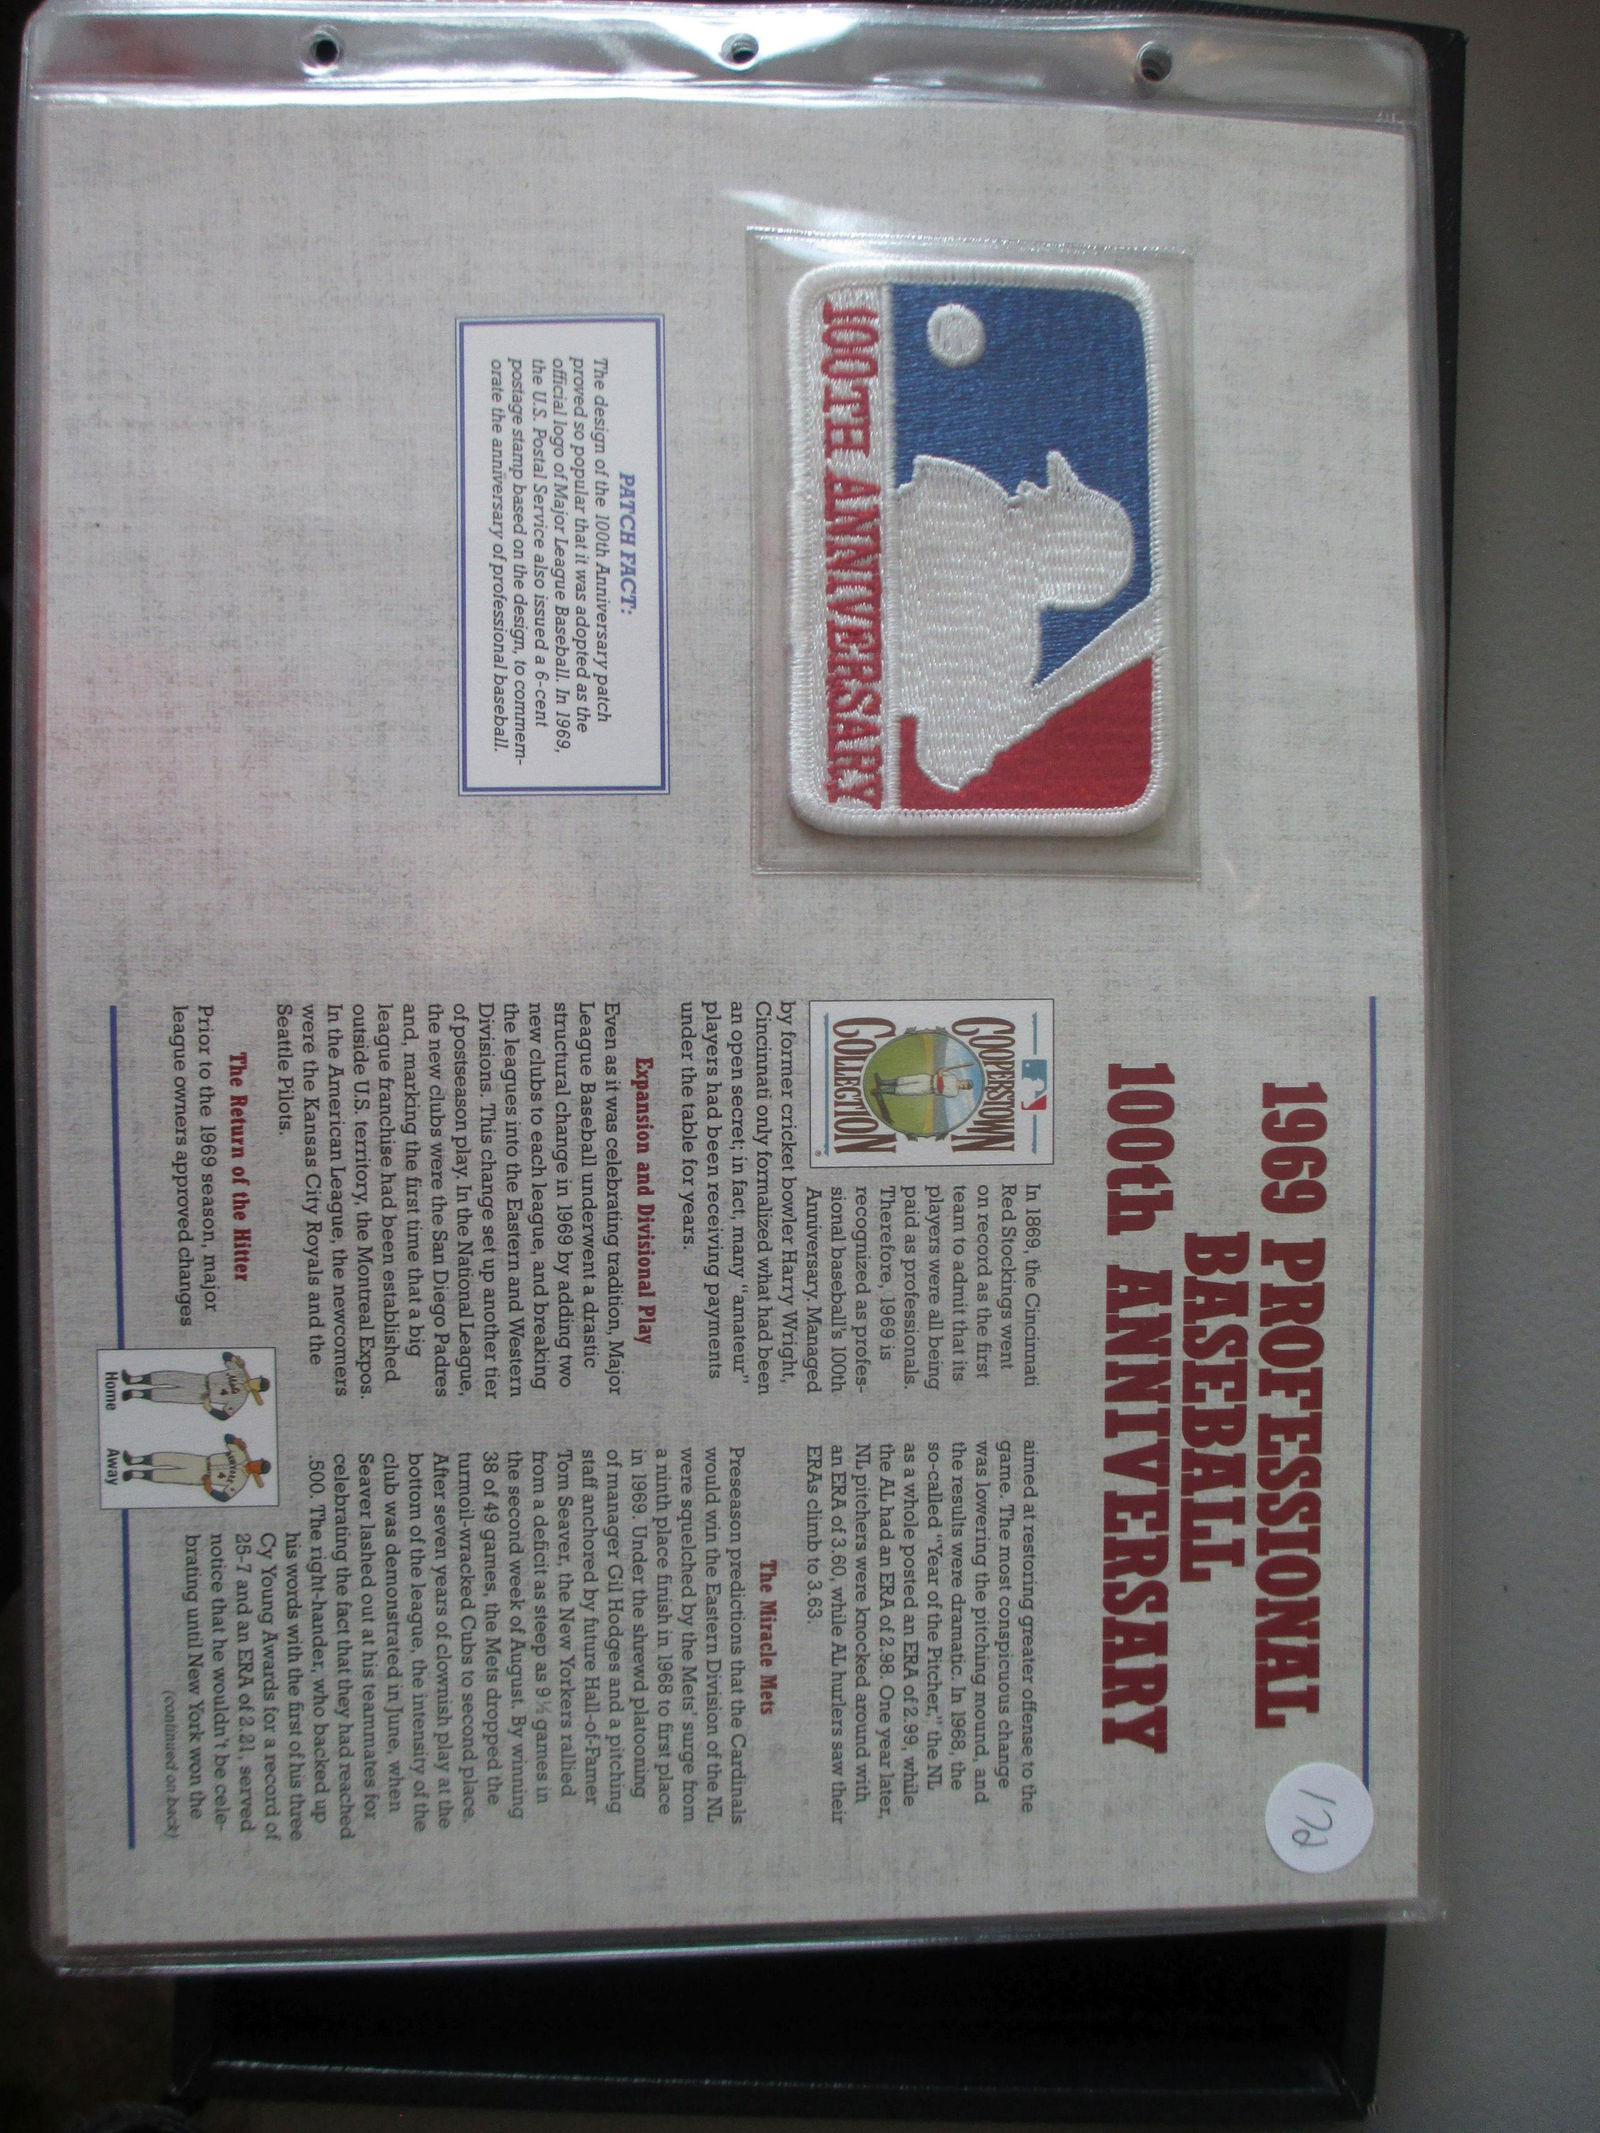 1969 PROFESSIONAL
BASEBALL
100th ANNIVERSARY
172
100TH ANNIVERSARY
PATCH FACT:
The design of the 100th Anniversary patch
proved so popular that it was adopted as the
official logo of Major League Baseball. In 1969,
the U.S. Postal Service also issued a 6-cent
postage stamp based on the design, to commem-
orate the anniversary of professional baseball.
COOPERSTOWN
COLLECTION
®
In 1869, the Cincinnati
Red Stockings went
on record as the first
team to admit that its
players were all being
paid as professionals.
Therefore, 1969 is
recognized as profes-
sional baseball's 100th
Anniversary. Managed
by former cricket bowler Harry Wright,
Cincinnati only formalized what had been
an open secret; in fact, many "amateur"
players had been receiving payments
under the table for years.
Expansion and Divisional Play
Even as it was celebrating tradition, Major
League Baseball underwent a drastic
structural change in 1969 by adding two
new clubs to each league, and breaking
the leagues into the Eastern and Western
Divisions. This change set up another tier
of postseason play. In the National League,
the new clubs were the San Diego Padres
and, marking the first time that a big
league franchise had been established
outside U.S. territory, the Montreal Expos.
In the American League, the newcomers
were the Kansas City Royals and the
Seattle Pilots.
The Return of the Hitter
Prior to the 1969 season, major
league owners approved changes
aimed at restoring greater offense to the
game. The most conspicuous change
was lowering the pitching mound, and
the results were dramatic. In 1968, the
so-called "Year of the Pitcher," the NL
as a whole posted an ERA of 2.99, while
the AL had an ERA of 2.98. One year later,
NL pitchers were knocked around with
an ERA of 3.60, while AL hurlers saw their
ERAs climb to 3.63.
The Miracle Mets
Preseason predictions that the Cardinals
would win the Eastern Division of the NL
were squelched by the Mets' surge from
a ninth place finish in 1968 to first place
in 1969. Under the shrewd platooning
of manager Gil Hodges and a pitching
staff anchored by future Hall-of-Famer
Tom Seaver, the New Yorkers rallied
from a deficit as steep as 9½ games in
the second week of August. By winning
38 of 49 games, the Mets dropped the
turmoil-wracked Cubs to second place.
After seven years of clownish play at the
bottom of the league, the intensity of the
club was demonstrated in June, when
Seaver lashed out at his teammates for
celebrating the fact that they had reached
.500. The right-hander, who backed up
his words with the first of his three
Cy Young Awards for a record of
25-7 and an ERA of 2.21, served
notice that he wouldn't be cele-
brating until New York won the
(continued on back)
Home
Away